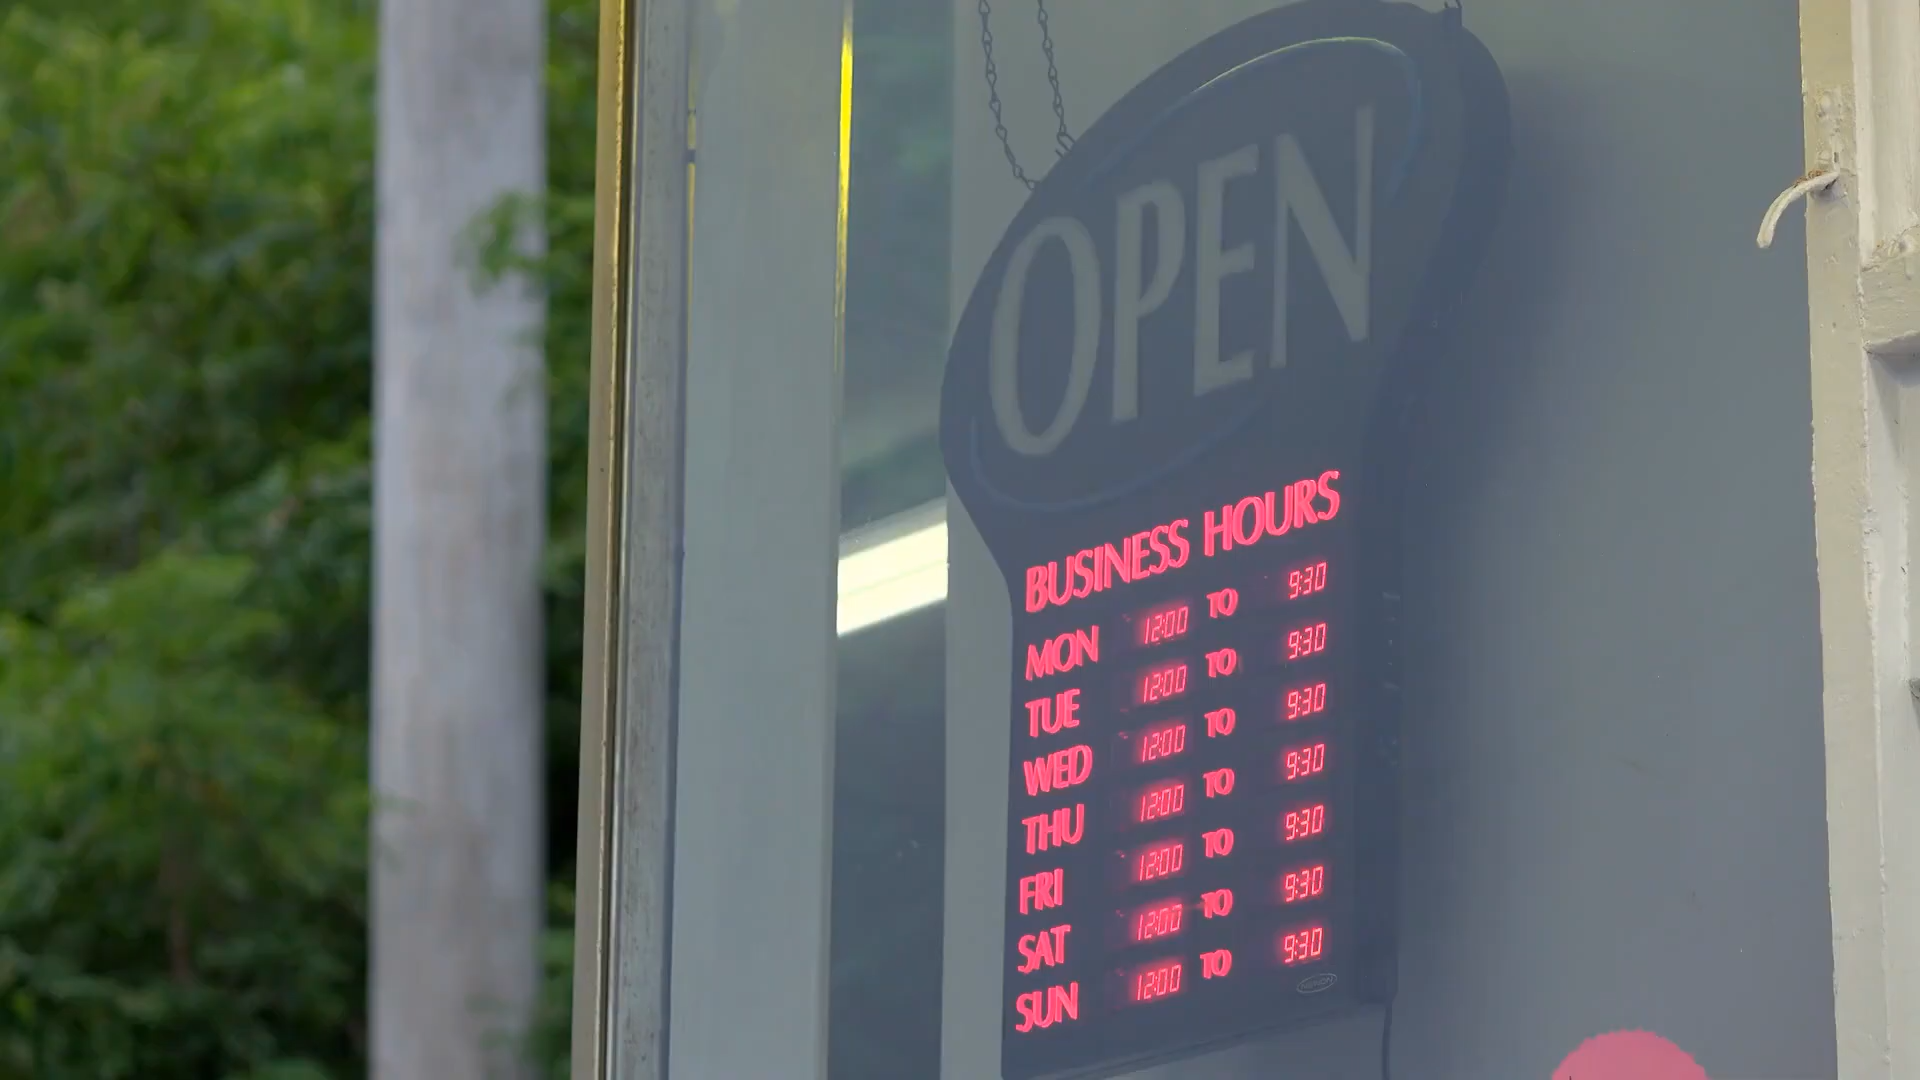 OPEN
BUSINESS HOURS
MON 12:00 TO 9:30
TUE 12:00 TO 9:30
WED 12:00 TO 9:30
THU 12:00 TO 9:30
FRI 12:00 TO 9:30
SAT 12:00 TO 9:30
SUN 12:00 TO 9:30